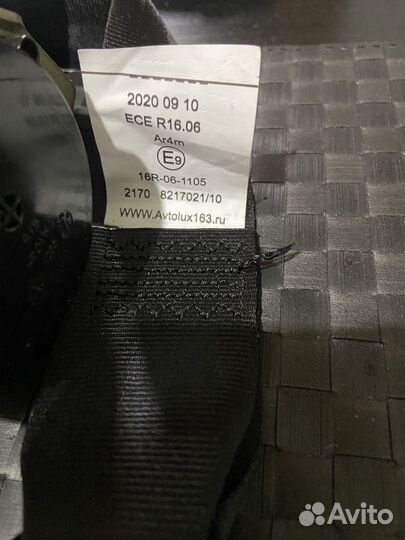 2020 09 10
ECE R16.06
Ar4m
E9
16R-06-1105
2170 8217021/10
www.Avtolux163.ru
Avito